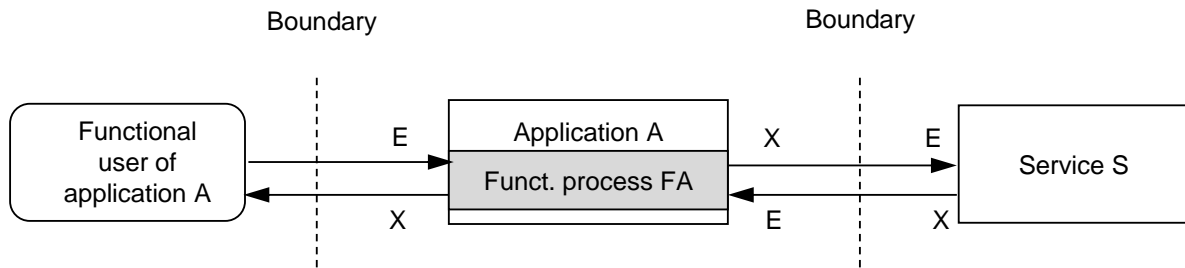 Boundary
Boundary
Functional
user of
application A
E
X
Application A
Funct. process FA
X
E
E
X
Service S